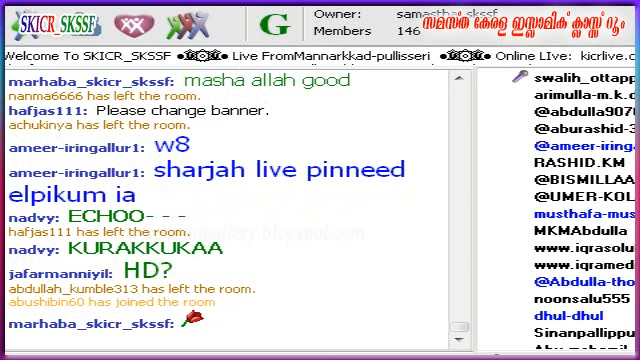 SKICR_SKSSF
G
Owner: samastha_skssf
Members 146
സമസ്ത കേരള ഇസ്ലാമിക് ക്ലാസ്സ് റൂം
Welcome To SKICR_SKSSF Live FromMannarkkad-pullisseri Online LIve: kicrlive.c
marhaba_skicr_skssf: masha allah good
nanma6666 has left the room.
hafjas111: Please change banner.
achukinya has left the room.
ameer-iringallur1: w8
ameer-iringallur1: sharjah live pinneed
elpikum ia
nadvy: ECHOO- - -
hafjas111 has left the room.
nadvy: KURAKKUKAA
jafarmanniyil: HD?
abdullah_kumble313 has left the room.
abushibin60 has joined the room
marhaba_skicr_skssf:
swalih_ottapp
arimulla-m.k.
@abdulla907
@aburashid-
@ameer-iring
RASHID.KM
@BISMILLAA
@UMER-KOL
musthafa-mus
MKMAbdulla
www.iqrasolu
www.iqramed
@Abdulla-tho
noonsalu555
dhul-dhul
Sinanpallippur